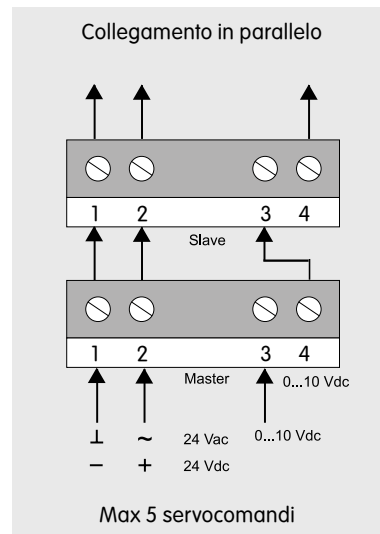 Collegamento in parallelo
1 2 3 4
Slave
1 2 3 4
Master 0...10 Vdc
⊥ ~ 24 Vac 0...10 Vdc
− + 24 Vdc
Max 5 servocomandi